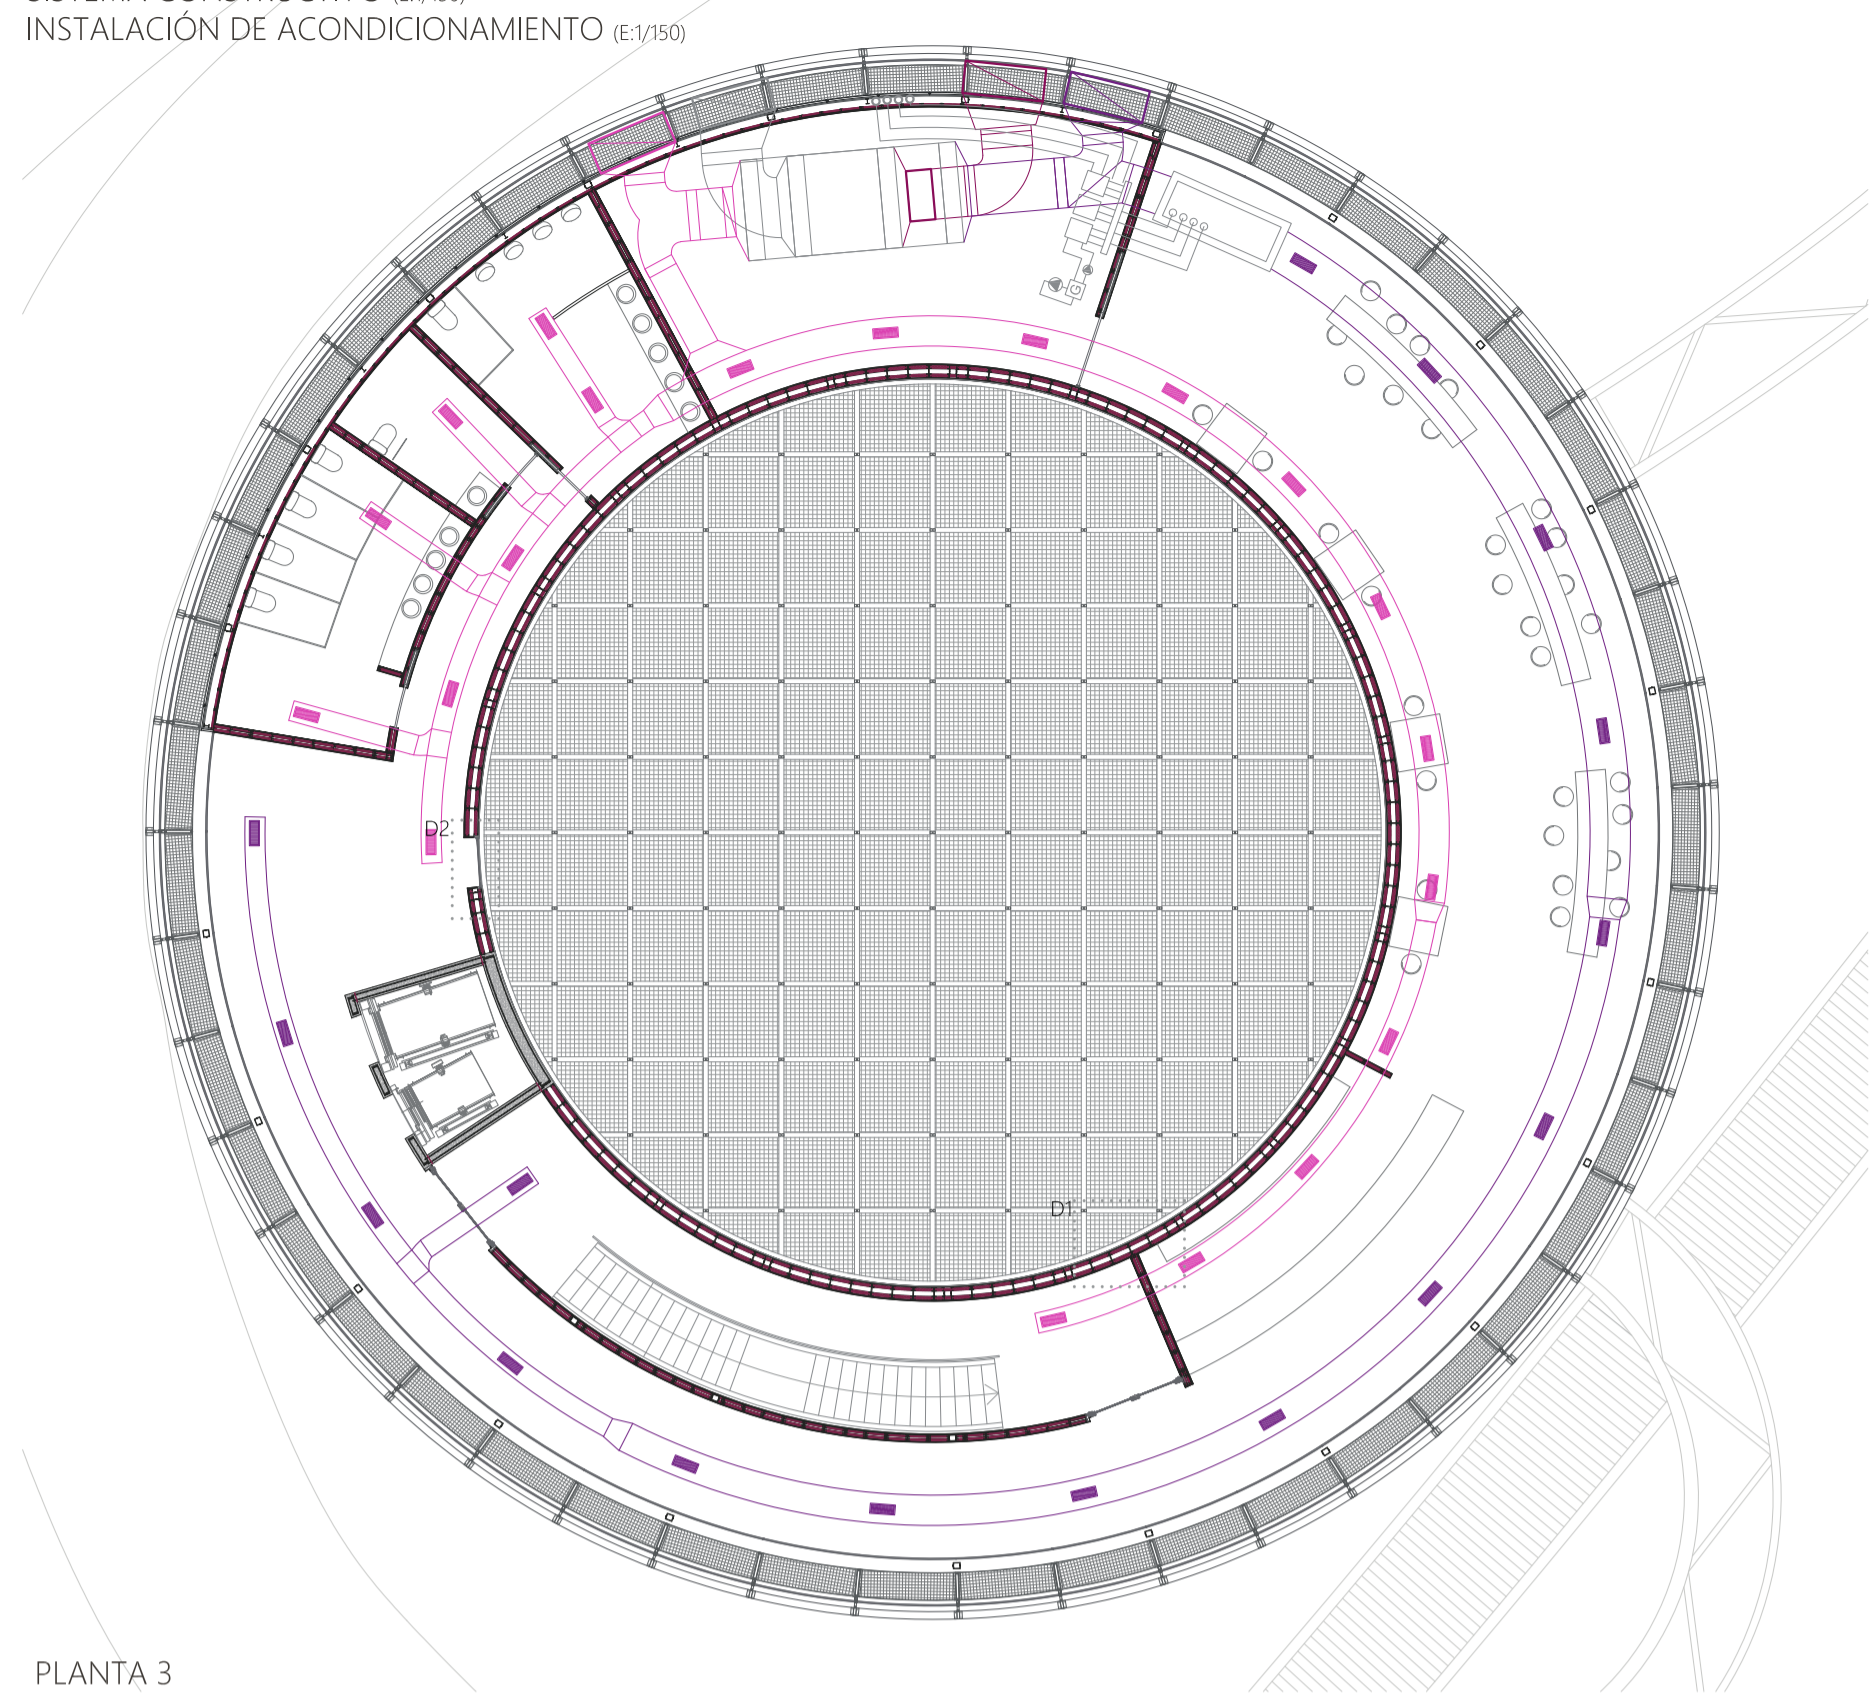 INSTALACIÓN DE ACONDICIONAMIENTO (E:1/150)
G
D2
D1
PLANTA 3